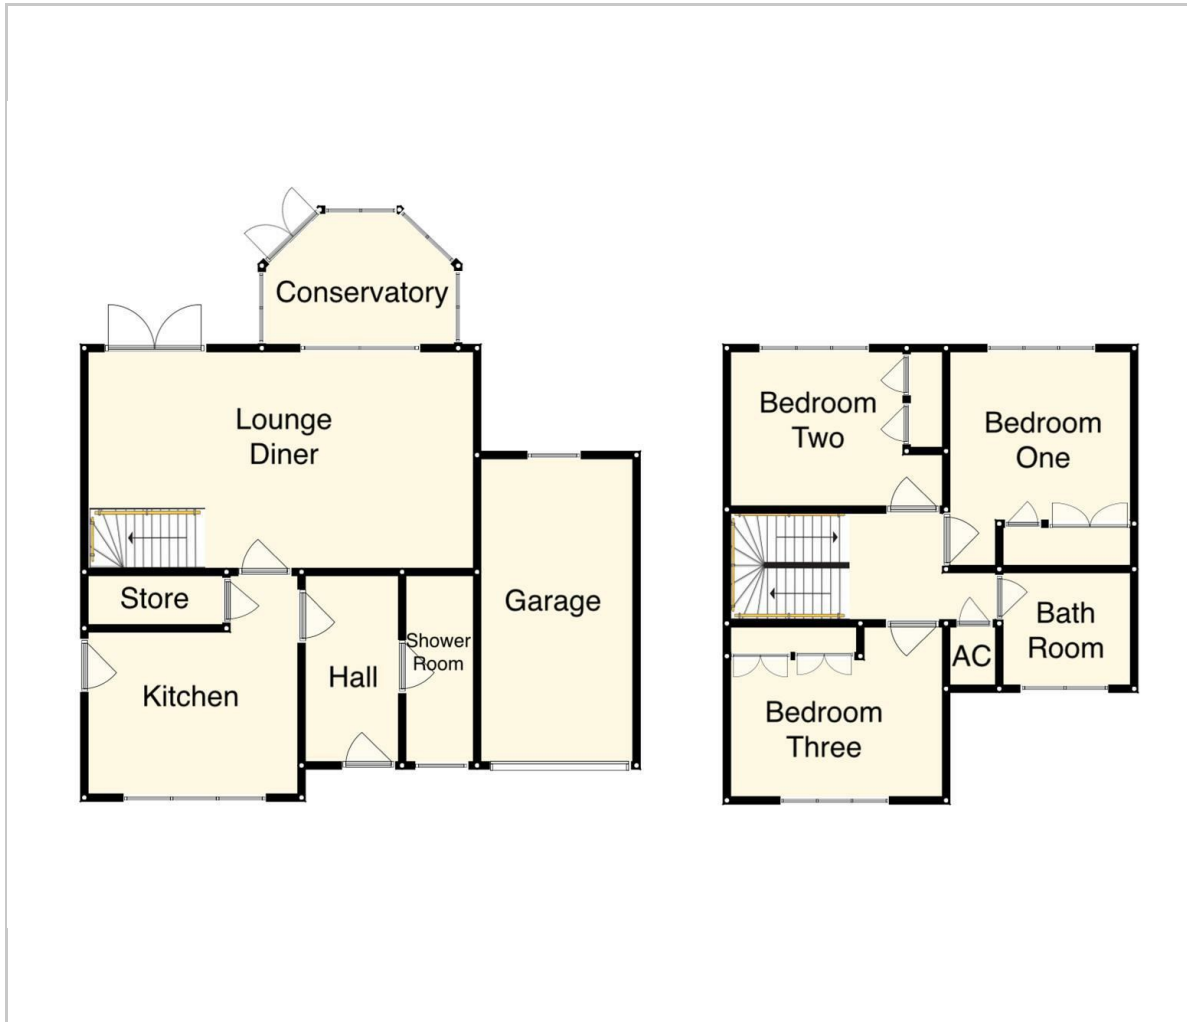 Conservatory
Lounge
Diner
Store
Kitchen
Hall
Shower
Room
Garage
Bedroom
Two
Bedroom
One
Bath
Room
AC
Bedroom
Three